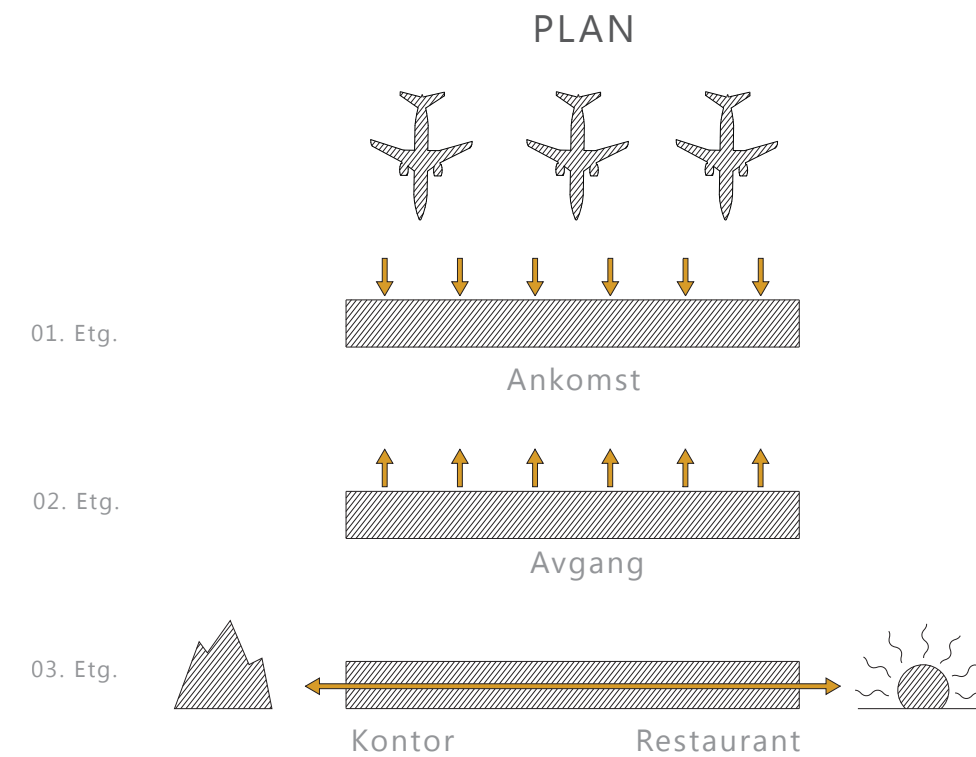 PLAN
01. Etg.
Ankomst
02. Etg.
Avgang
03. Etg.
Kontor Restaurant